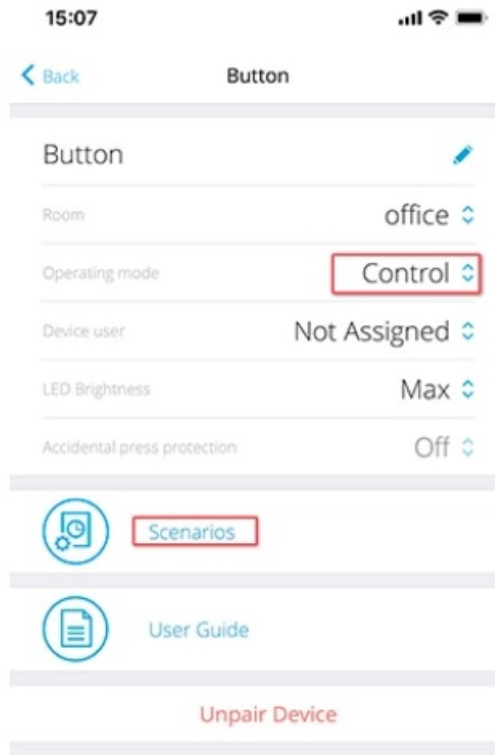 15:07
Back Button
Button
Room office
Operating mode Control
Device user Not Assigned
LED Brightness Max
Accidental press protection Off
Scenarios
User Guide
Unpair Device